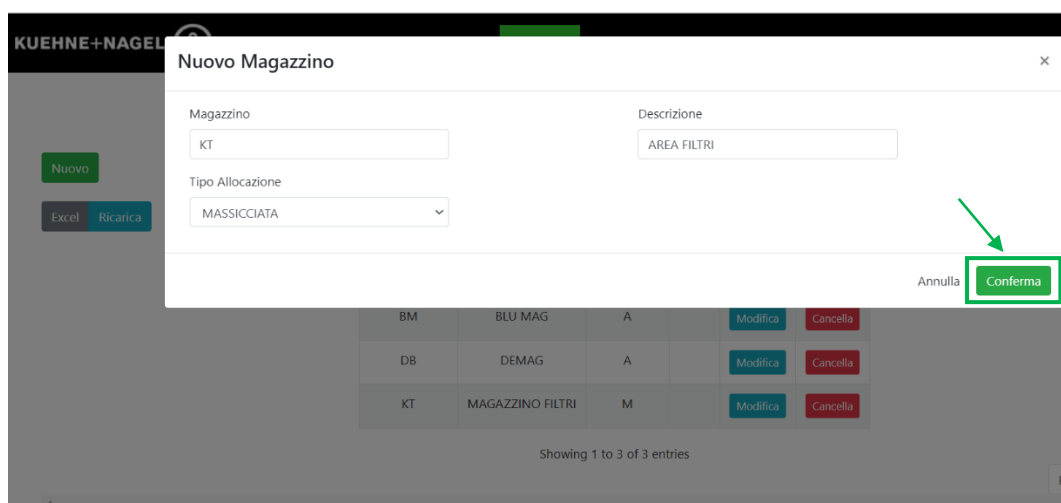 KUEHNE+NAGEL
Nuovo Magazzino ×
Magazzino Descrizione
KT AREA FILTRI
Tipo Allocazione
MASSICCIATA
Nuovo
Excel Ricarica
Annulla Conferma
BM BLU MAG A Modifica Cancella
DB DEMAG A Modifica Cancella
KT MAGAZZINO FILTRI M Modifica Cancella
Showing 1 to 3 of 3 entries